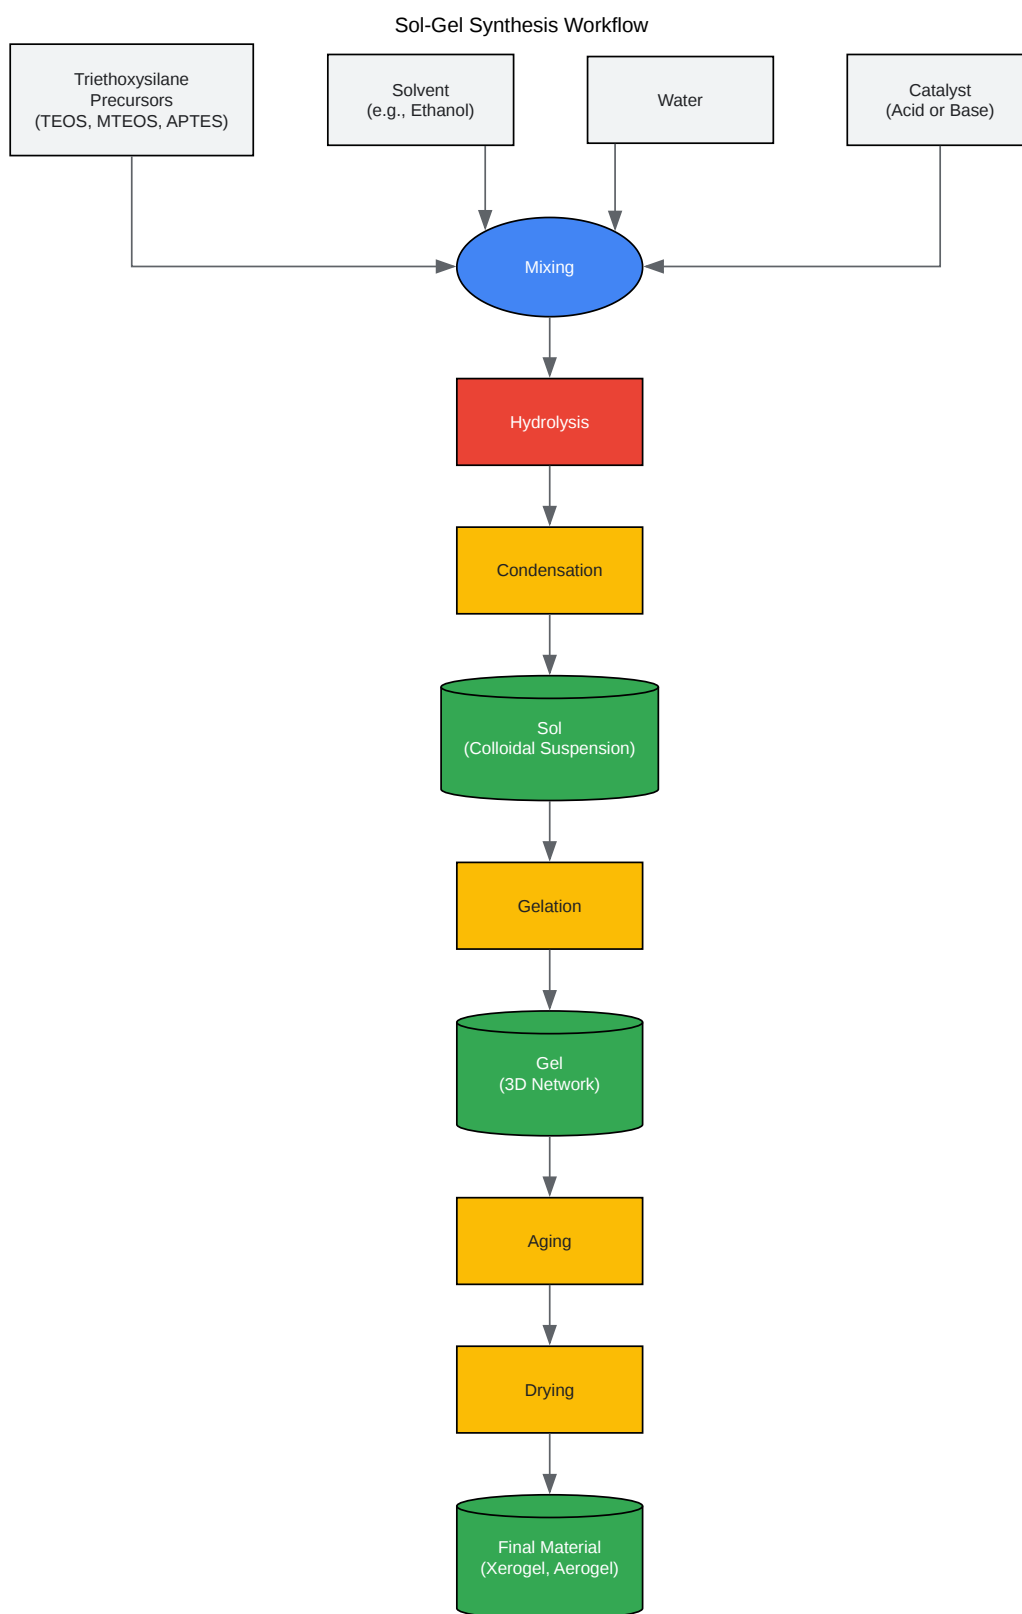 Sol-Gel Synthesis Workflow
Triethoxysilane
Precursors
(TEOS, MTEOS, APTES)
Solvent
(e.g., Ethanol)
Water
Catalyst
(Acid or Base)
Mixing
Hydrolysis
Condensation
Sol
(Colloidal Suspension)
Gelation
Gel
(3D Network)
Aging
Drying
Final Material
(Xerogel, Aerogel)